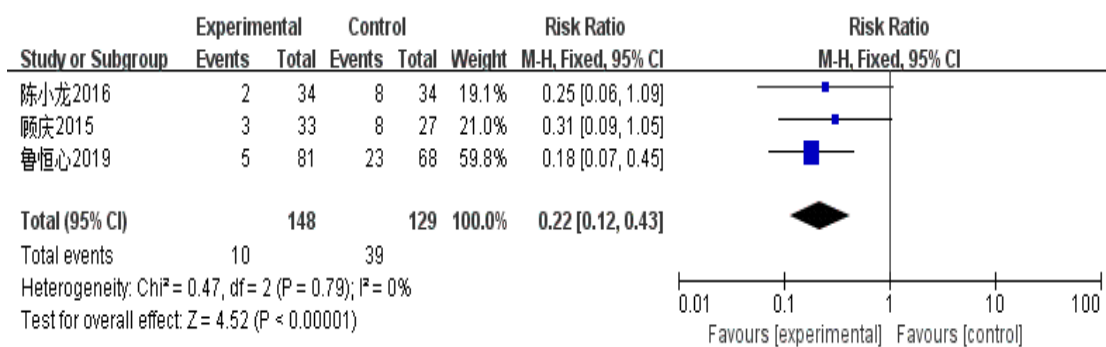 Experimental Control Risk Ratio Risk Ratio
Study or Subgroup Events Total Events Total Weight M-H, Fixed, 95% CI M-H, Fixed, 95% CI
陈小龙2016 2 34 8 34 19.1% 0.25 [0.06, 1.09]
顾庆2015 3 33 8 27 21.0% 0.31 [0.09, 1.05]
鲁恒心2019 5 81 23 68 59.8% 0.18 [0.07, 0.45]
Total (95% CI) 148 129 100.0% 0.22 [0.12, 0.43]
Total events 10 39
Heterogeneity: Chi² = 0.47, df = 2 (P = 0.79); I² = 0%
Test for overall effect: Z = 4.52 (P < 0.00001)
0.01 0.1 1 10 100
Favours [experimental] Favours [control]